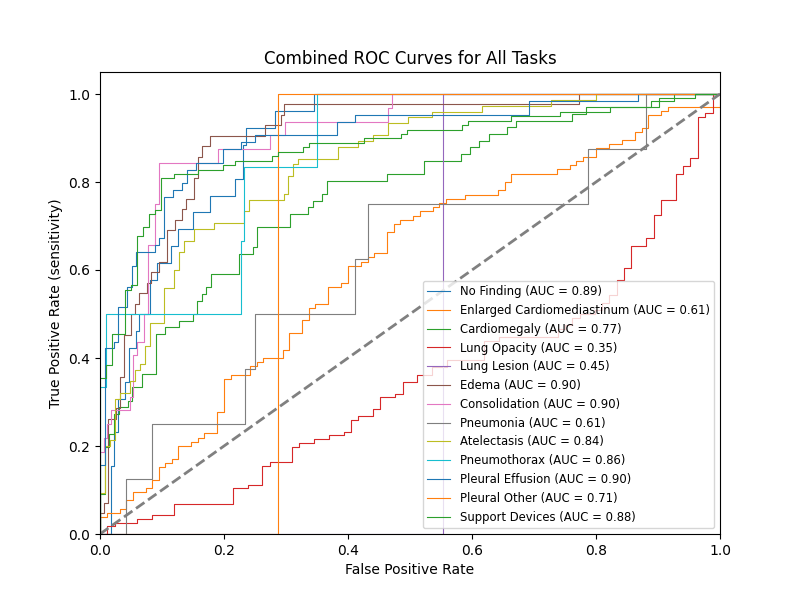 Combined ROC Curves for All Tasks
True Positive Rate (sensitivity)
1.0
0.8
0.6
0.4
0.2
0.0
No Finding (AUC = 0.89)
Enlarged Cardiomediastinum (AUC = 0.61)
Cardiomegaly (AUC = 0.77)
Lung Opacity (AUC = 0.35)
Lung Lesion (AUC = 0.45)
Edema (AUC = 0.90)
Consolidation (AUC = 0.90)
Pneumonia (AUC = 0.61)
Atelectasis (AUC = 0.84)
Pneumothorax (AUC = 0.86)
Pleural Effusion (AUC = 0.90)
Pleural Other (AUC = 0.71)
Support Devices (AUC = 0.88)
0.0 0.2 0.4 0.6 0.8 1.0
False Positive Rate